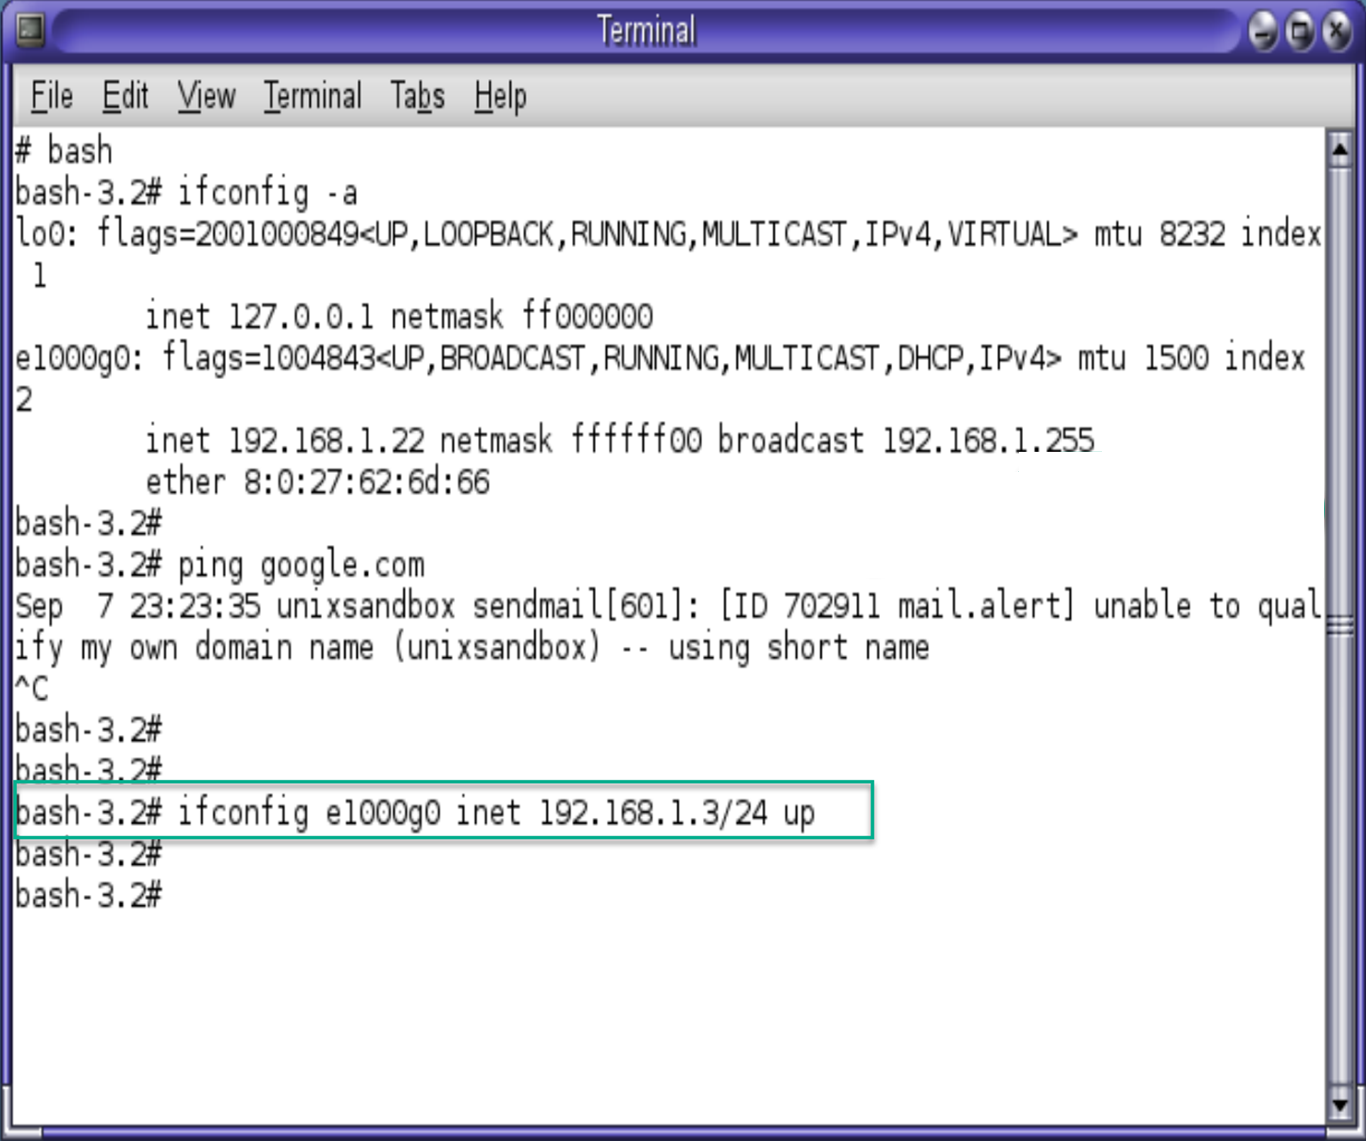 Terminal
File Edit View Terminal Tabs Help
# bash
bash-3.2# ifconfig -a
lo0: flags=2001000849<UP,LOOPBACK,RUNNING,MULTICAST,IPv4,VIRTUAL> mtu 8232 index
 1
        inet 127.0.0.1 netmask ff000000
e1000g0: flags=1004843<UP,BROADCAST,RUNNING,MULTICAST,DHCP,IPv4> mtu 1500 index
2
        inet 192.168.1.22 netmask ffffff00 broadcast 192.168.1.255
        ether 8:0:27:62:6d:66
bash-3.2#
bash-3.2# ping google.com
Sep  7 23:23:35 unixsandbox sendmail[601]: [ID 702911 mail.alert] unable to qual
ify my own domain name (unixsandbox) -- using short name
^C
bash-3.2#
bash-3.2#
bash-3.2# ifconfig e1000g0 inet 192.168.1.3/24 up
bash-3.2#
bash-3.2#